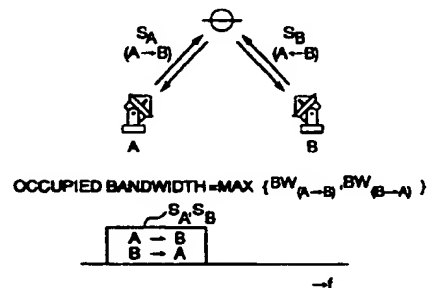 S_A S_B
(A→B) (A←B)
A B
OCCUPIED BANDWIDTH=MAX {BW_(A→B),BW_(B→A)}
S_A,S_B
A → B
B → A
→f